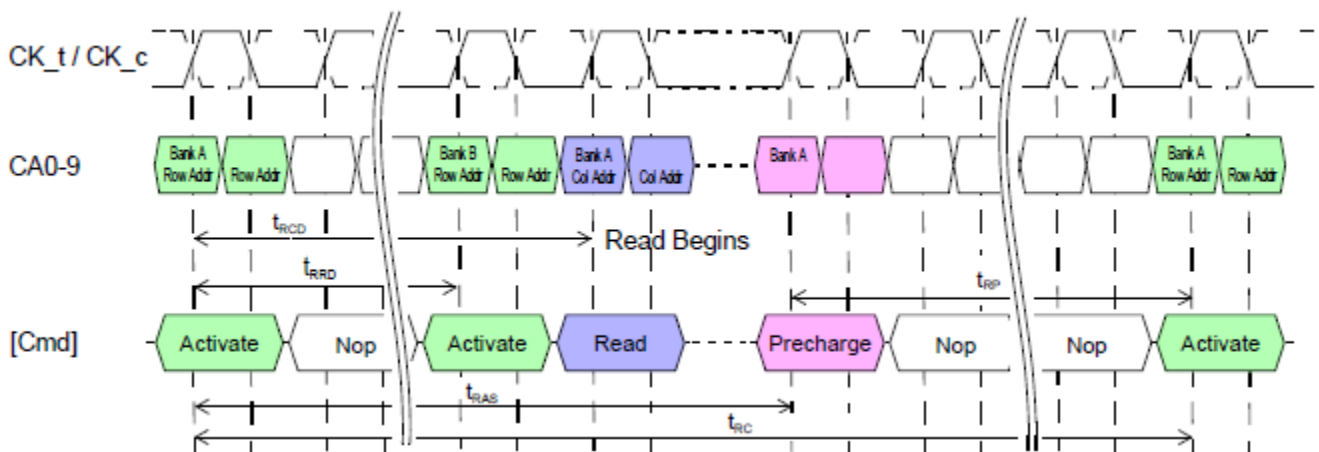 CK_t / CK_c
CA0-9
Bank A
Row Addr
Row Addr
Bank B
Row Addr
Row Addr
Bank A
Col Addr
Col Addr
Bank A
Bank A
Row Addr
Row Addr
tRCD
Read Begins
tRRD
tRP
[Cmd]
Activate
Nop
Activate
Read
Precharge
Nop
Nop
Activate
tRAS
tRC